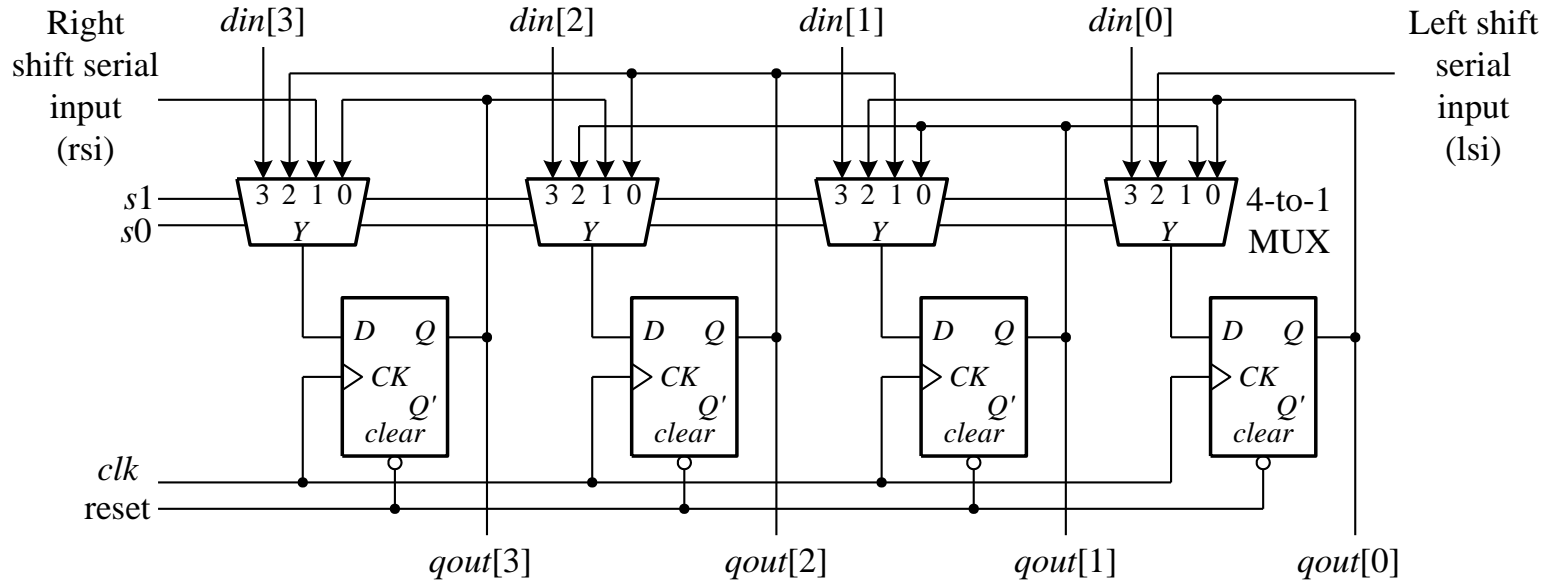 Right
shift serial
input
(rsi)
din[3]
din[2]
din[1]
din[0]
Left shift
serial
input
(lsi)
s1
s0
3 2 1 0
Y
3 2 1 0
Y
3 2 1 0
Y
3 2 1 0
Y
4-to-1
MUX
D Q
CK
Q'
clear
D Q
CK
Q'
clear
D Q
CK
Q'
clear
D Q
CK
Q'
clear
clk
reset
qout[3]
qout[2]
qout[1]
qout[0]